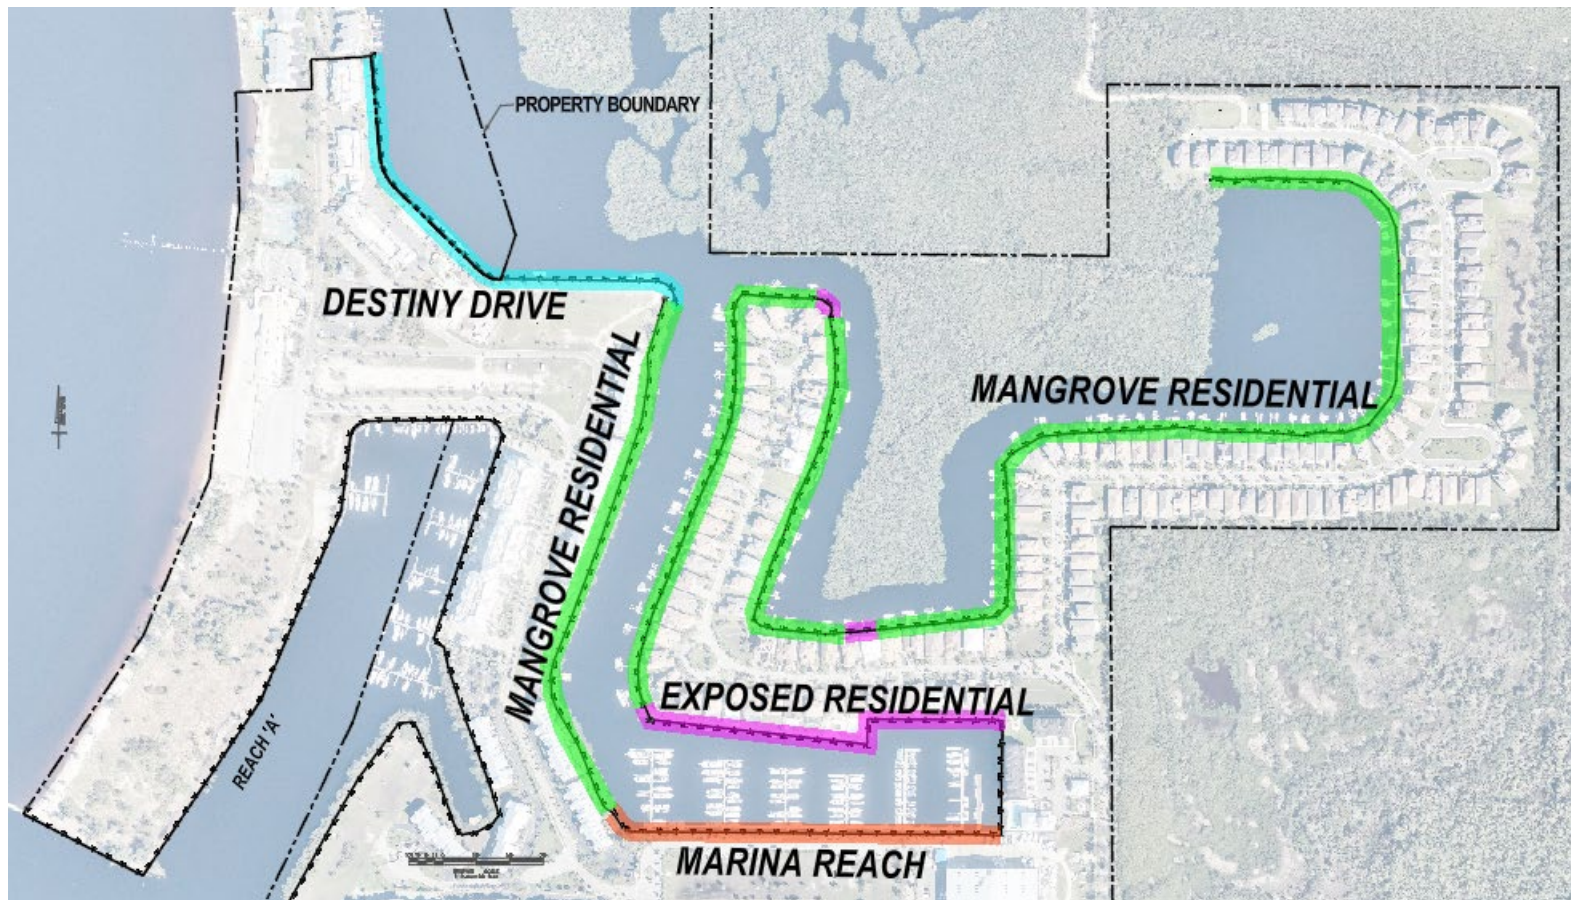 PROPERTY BOUNDARY
DESTINY DRIVE
MANGROVE RESIDENTIAL
MANGROVE RESIDENTIAL
EXPOSED RESIDENTIAL
REACH 'A'
MARINA REACH